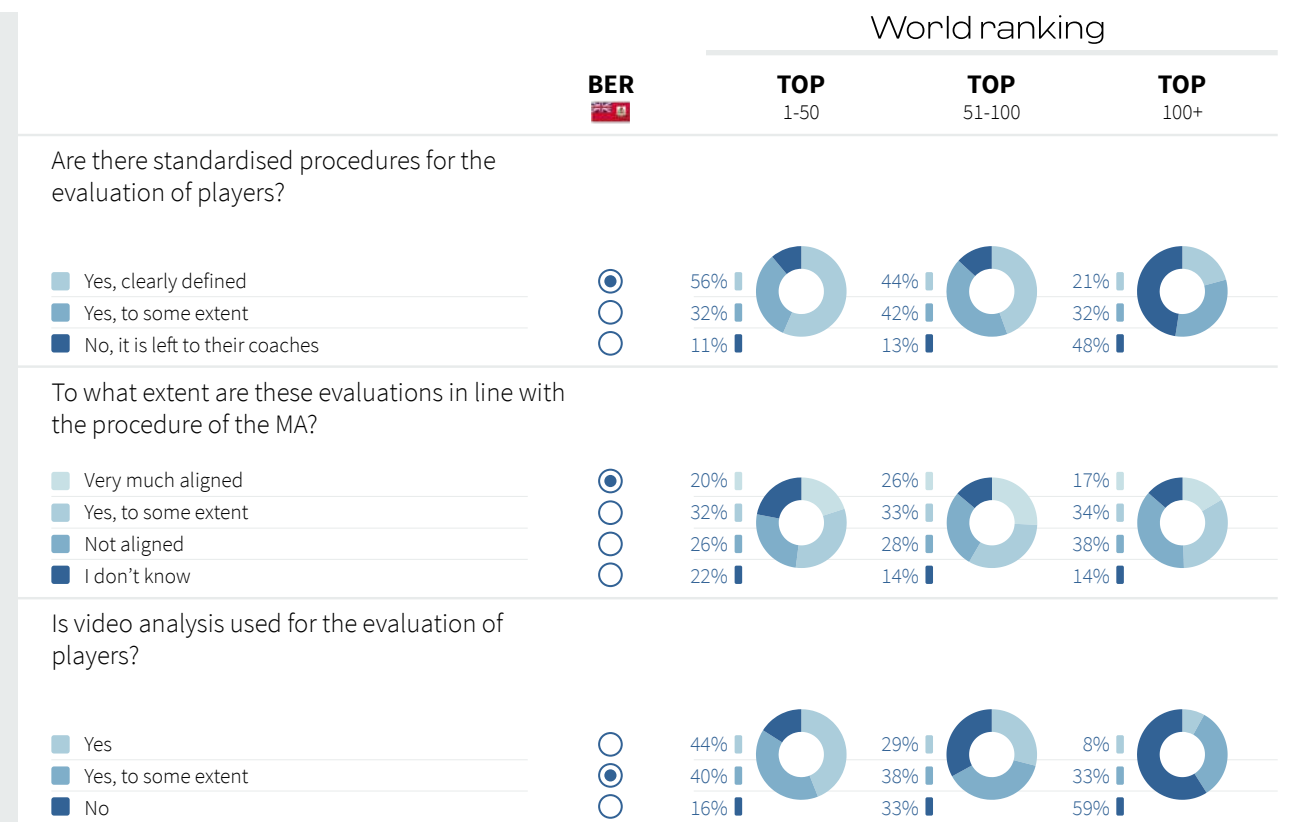 World ranking
BER TOP TOP TOP
1-50 51-100 100+
Are there standardised procedures for the
evaluation of players?
Yes, clearly defined 56% 44% 21%
Yes, to some extent 32% 42% 32%
No, it is left to their coaches 11% 13% 48%
To what extent are these evaluations in line with
the procedure of the MA?
Very much aligned 20% 26% 17%
Yes, to some extent 32% 33% 34%
Not aligned 26% 28% 38%
I don’t know 22% 14% 14%
Is video analysis used for the evaluation of
players?
Yes 44% 29% 8%
Yes, to some extent 40% 38% 33%
No 16% 33% 59%